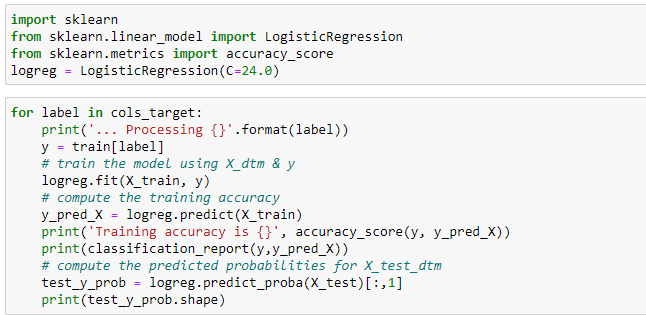 import sklearn
from sklearn.linear_model import LogisticRegression
from sklearn.metrics import accuracy_score
logreg = LogisticRegression(C=24.0)
for label in cols_target:
    print('... Processing {}'.format(label))
    y = train[label]
    # train the model using X_dtm & y
    logreg.fit(X_train, y)
    # compute the training accuracy
    y_pred_X = logreg.predict(X_train)
    print('Training accuracy is {}', accuracy_score(y, y_pred_X))
    print(classification_report(y,y_pred_X))
    # compute the predicted probabilities for X_test_dtm
    test_y_prob = logreg.predict_proba(X_test)[:,1]
    print(test_y_prob.shape)